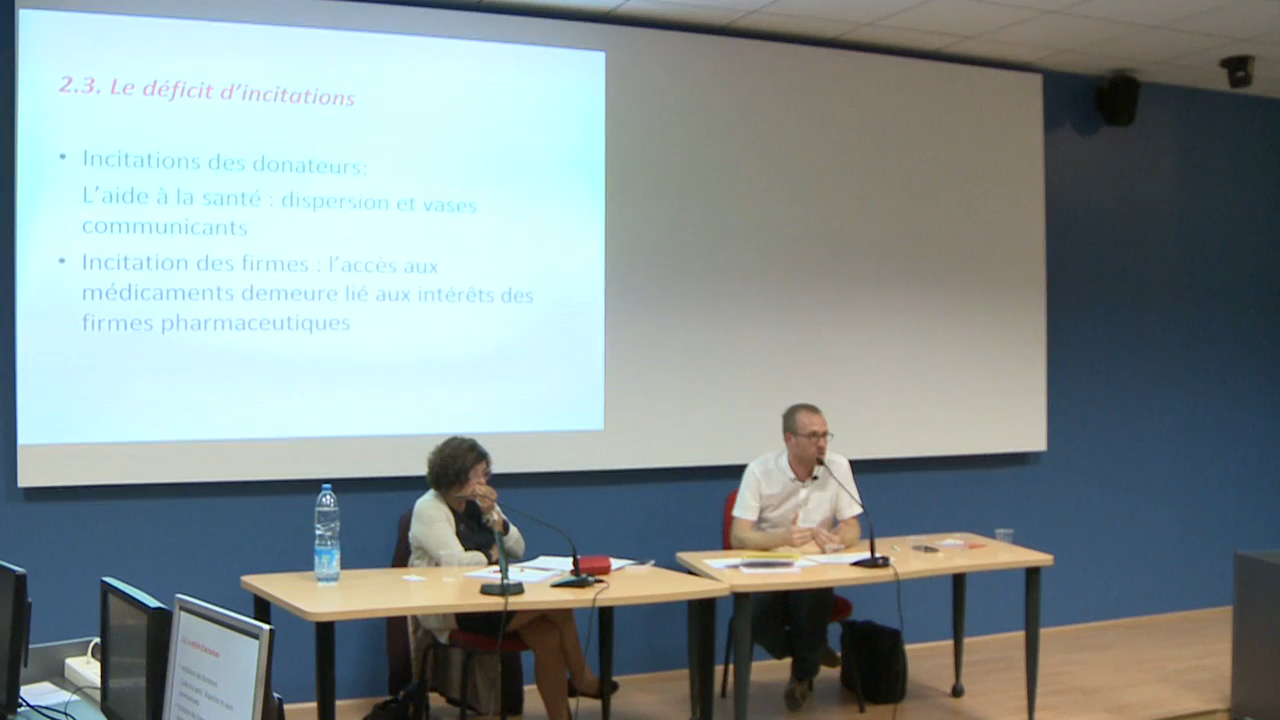 2.3. Le déficit d'incitations
• Incitations des donateurs:
L'aide à la santé : dispersion et vases
communicants
• Incitation des firmes : l'accès aux
médicaments demeure lié aux intérêts des
firmes pharmaceutiques